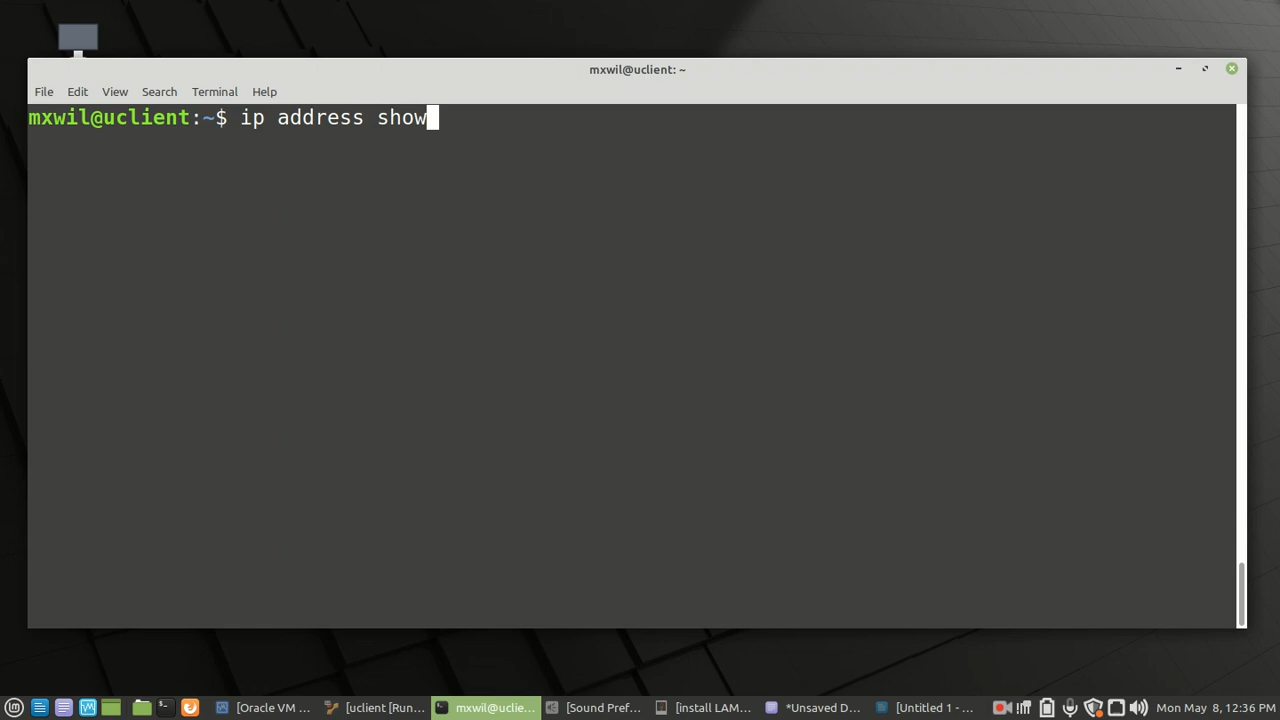 mxwil@uclient: ~
File Edit View Search Terminal Help
mxwil@uclient:~$ ip address show
[Oracle VM ... [uclient [Run... mxwil@uclie... [Sound Pref... [install LAM... *Unsaved D... [Untitled 1 - ... Mon May 8, 12:36 PM